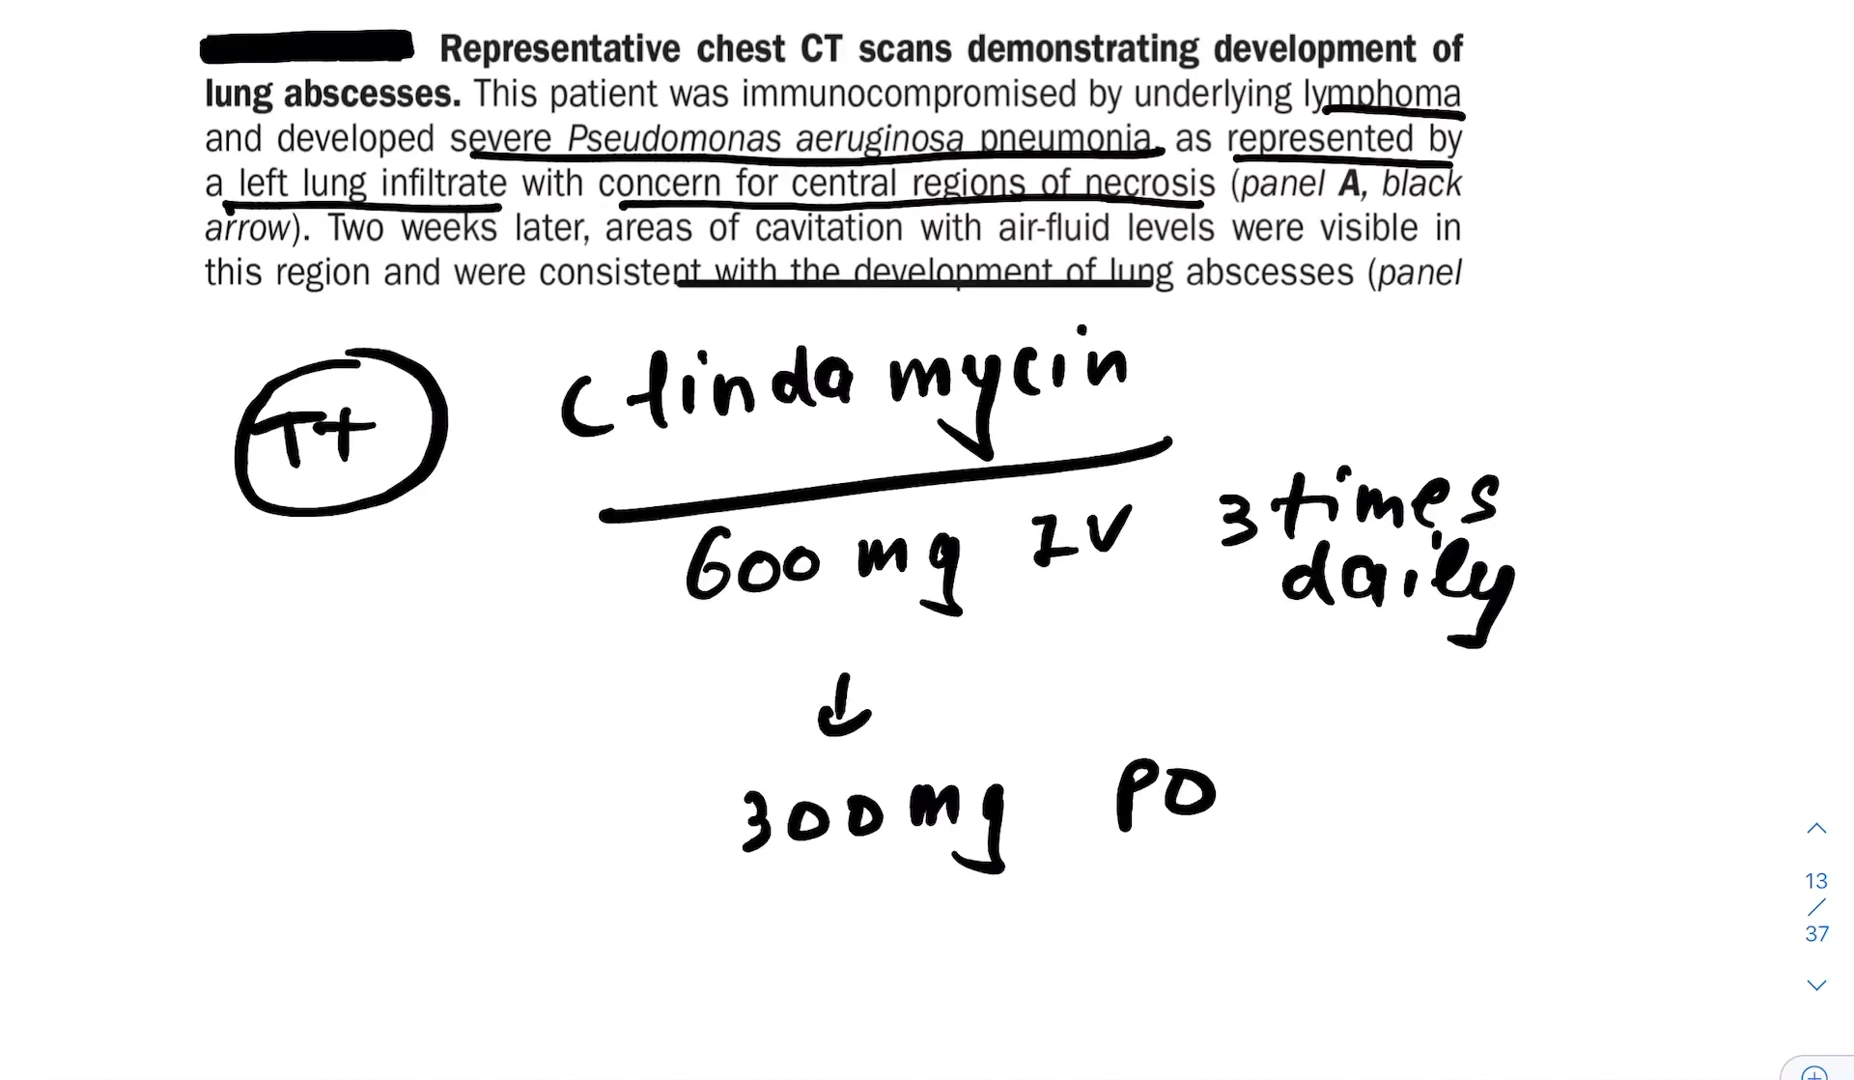 Representative chest CT scans demonstrating development of
lung abscesses. This patient was immunocompromised by underlying lymphoma
and developed severe Pseudomonas aeruginosa pneumonia, as represented by
a left lung infiltrate with concern for central regions of necrosis (panel A, black
arrow). Two weeks later, areas of cavitation with air-fluid levels were visible in
this region and were consistent with the development of lung abscesses (panel
T+
Clindamycin
600 mg IV 3 times
daily
↓
300 mg PO
13
/
37